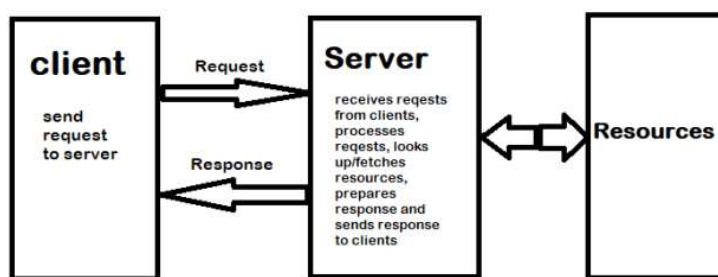 client
send
request
to server
Request
Response
Server
receives reqests
from clients,
processes
reqests, looks
up/fetches
resources,
prepares
response and
sends response
to clients
Resources